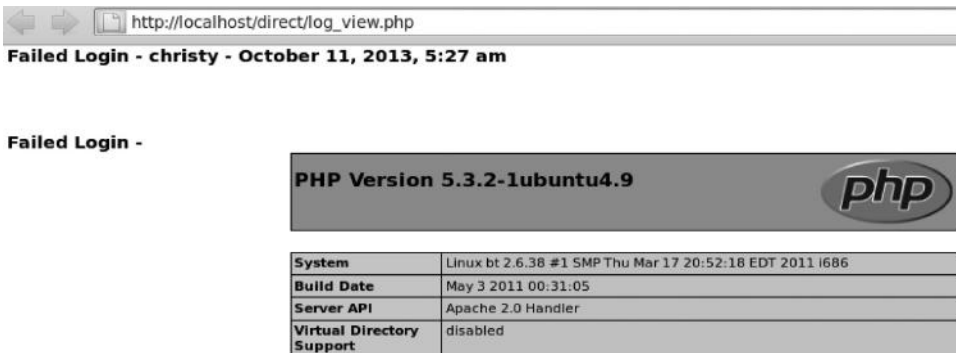 http://localhost/direct/log_view.php
Failed Login - christy - October 11, 2013, 5:27 am
Failed Login -
PHP Version 5.3.2-1ubuntu4.9
php
System Linux bt 2.6.38 #1 SMP Thu Mar 17 20:52:18 EDT 2011 i686
Build Date May 3 2011 00:31:05
Server API Apache 2.0 Handler
Virtual Directory disabled
Support